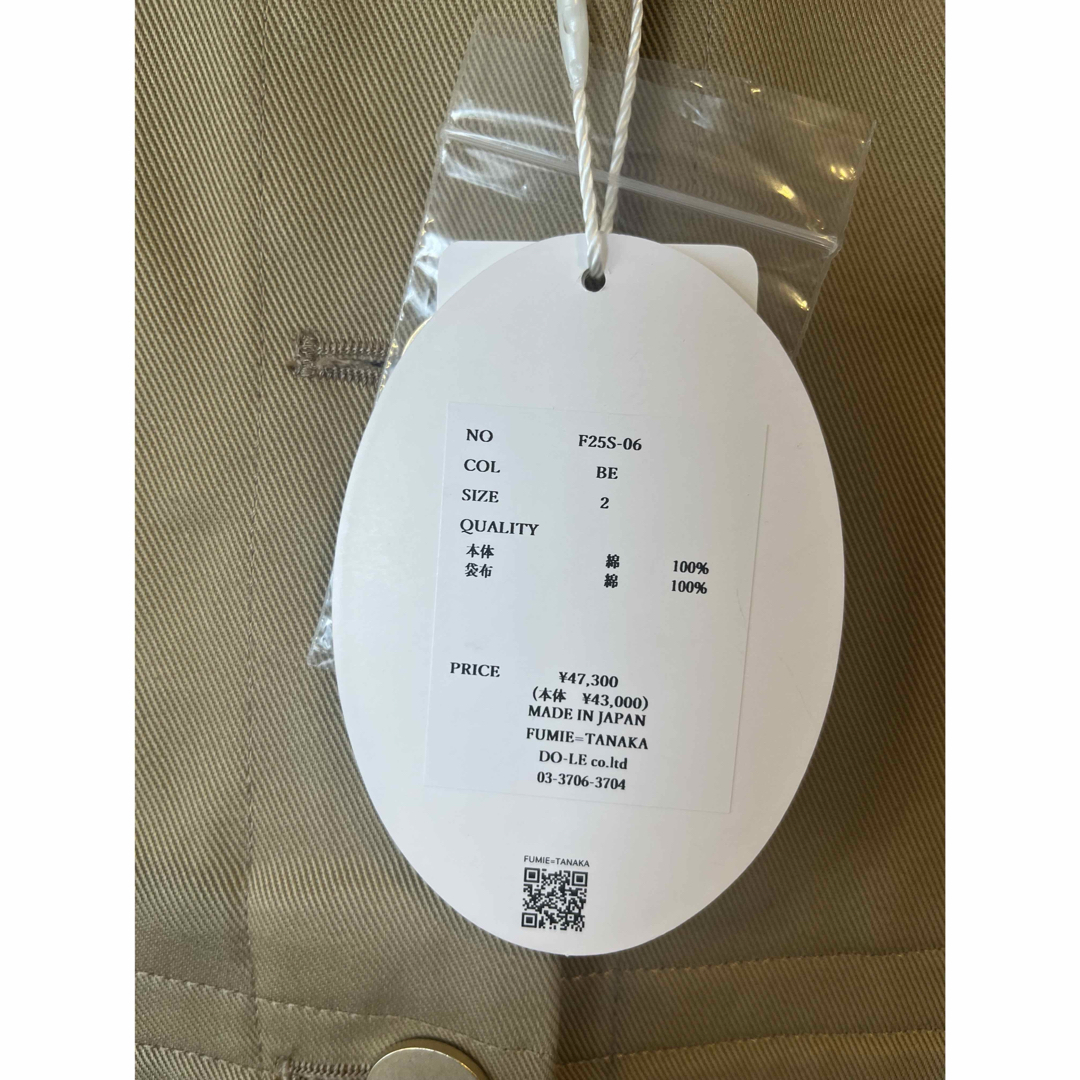 NO F25S-06
COL BE
SIZE 2
QUALITY
本体 綿 100%
袋布 綿 100%
PRICE ¥47,300
(本体 ¥43,000)
MADE IN JAPAN
FUMIE=TANAKA
DO-LE co.ltd
03-3706-3704
FUMIE=TANAKA